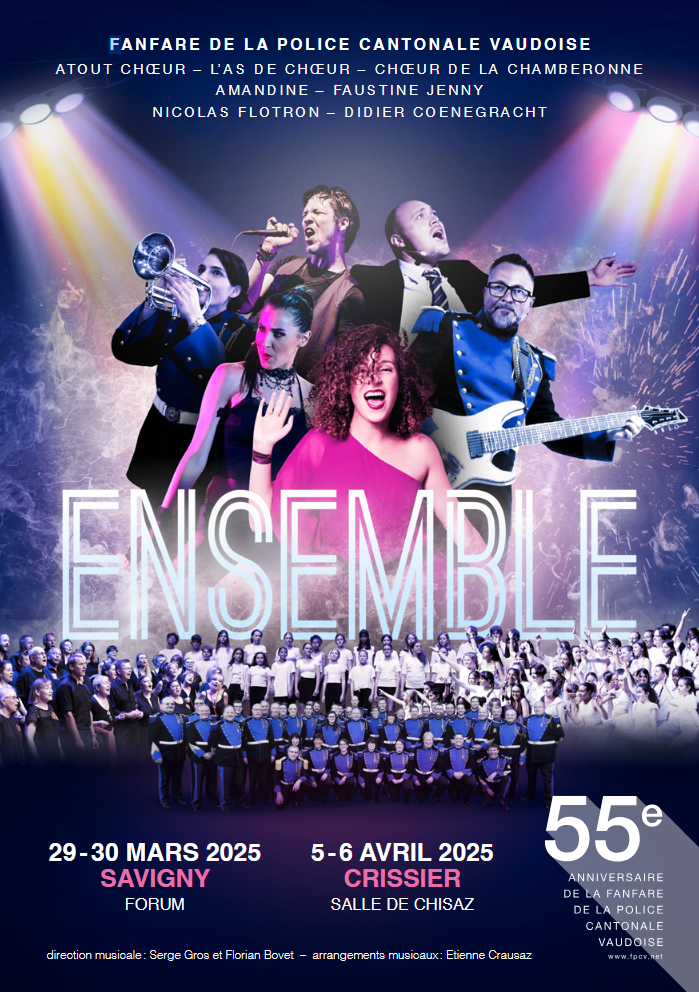 FANFARE DE LA POLICE CANTONALE VAUDOISE
ATOUT CHŒUR – L'AS DE CHŒUR – CHŒUR DE LA CHAMBERONNE
AMANDINE – FAUSTINE JENNY
NICOLAS FLOTRON – DIDIER COENEGRACHT
ENSEMBLE
29-30 MARS 2025
SAVIGNY
FORUM
5-6 AVRIL 2025
CRISSIER
SALLE DE CHISAZ
55e
ANNIVERSAIRE
DE LA FANFARE
DE LA POLICE
CANTONALE
VAUDOISE
www.fpcv.net
direction musicale : Serge Gros et Florian Bovet – arrangements musicaux : Etienne Crausaz